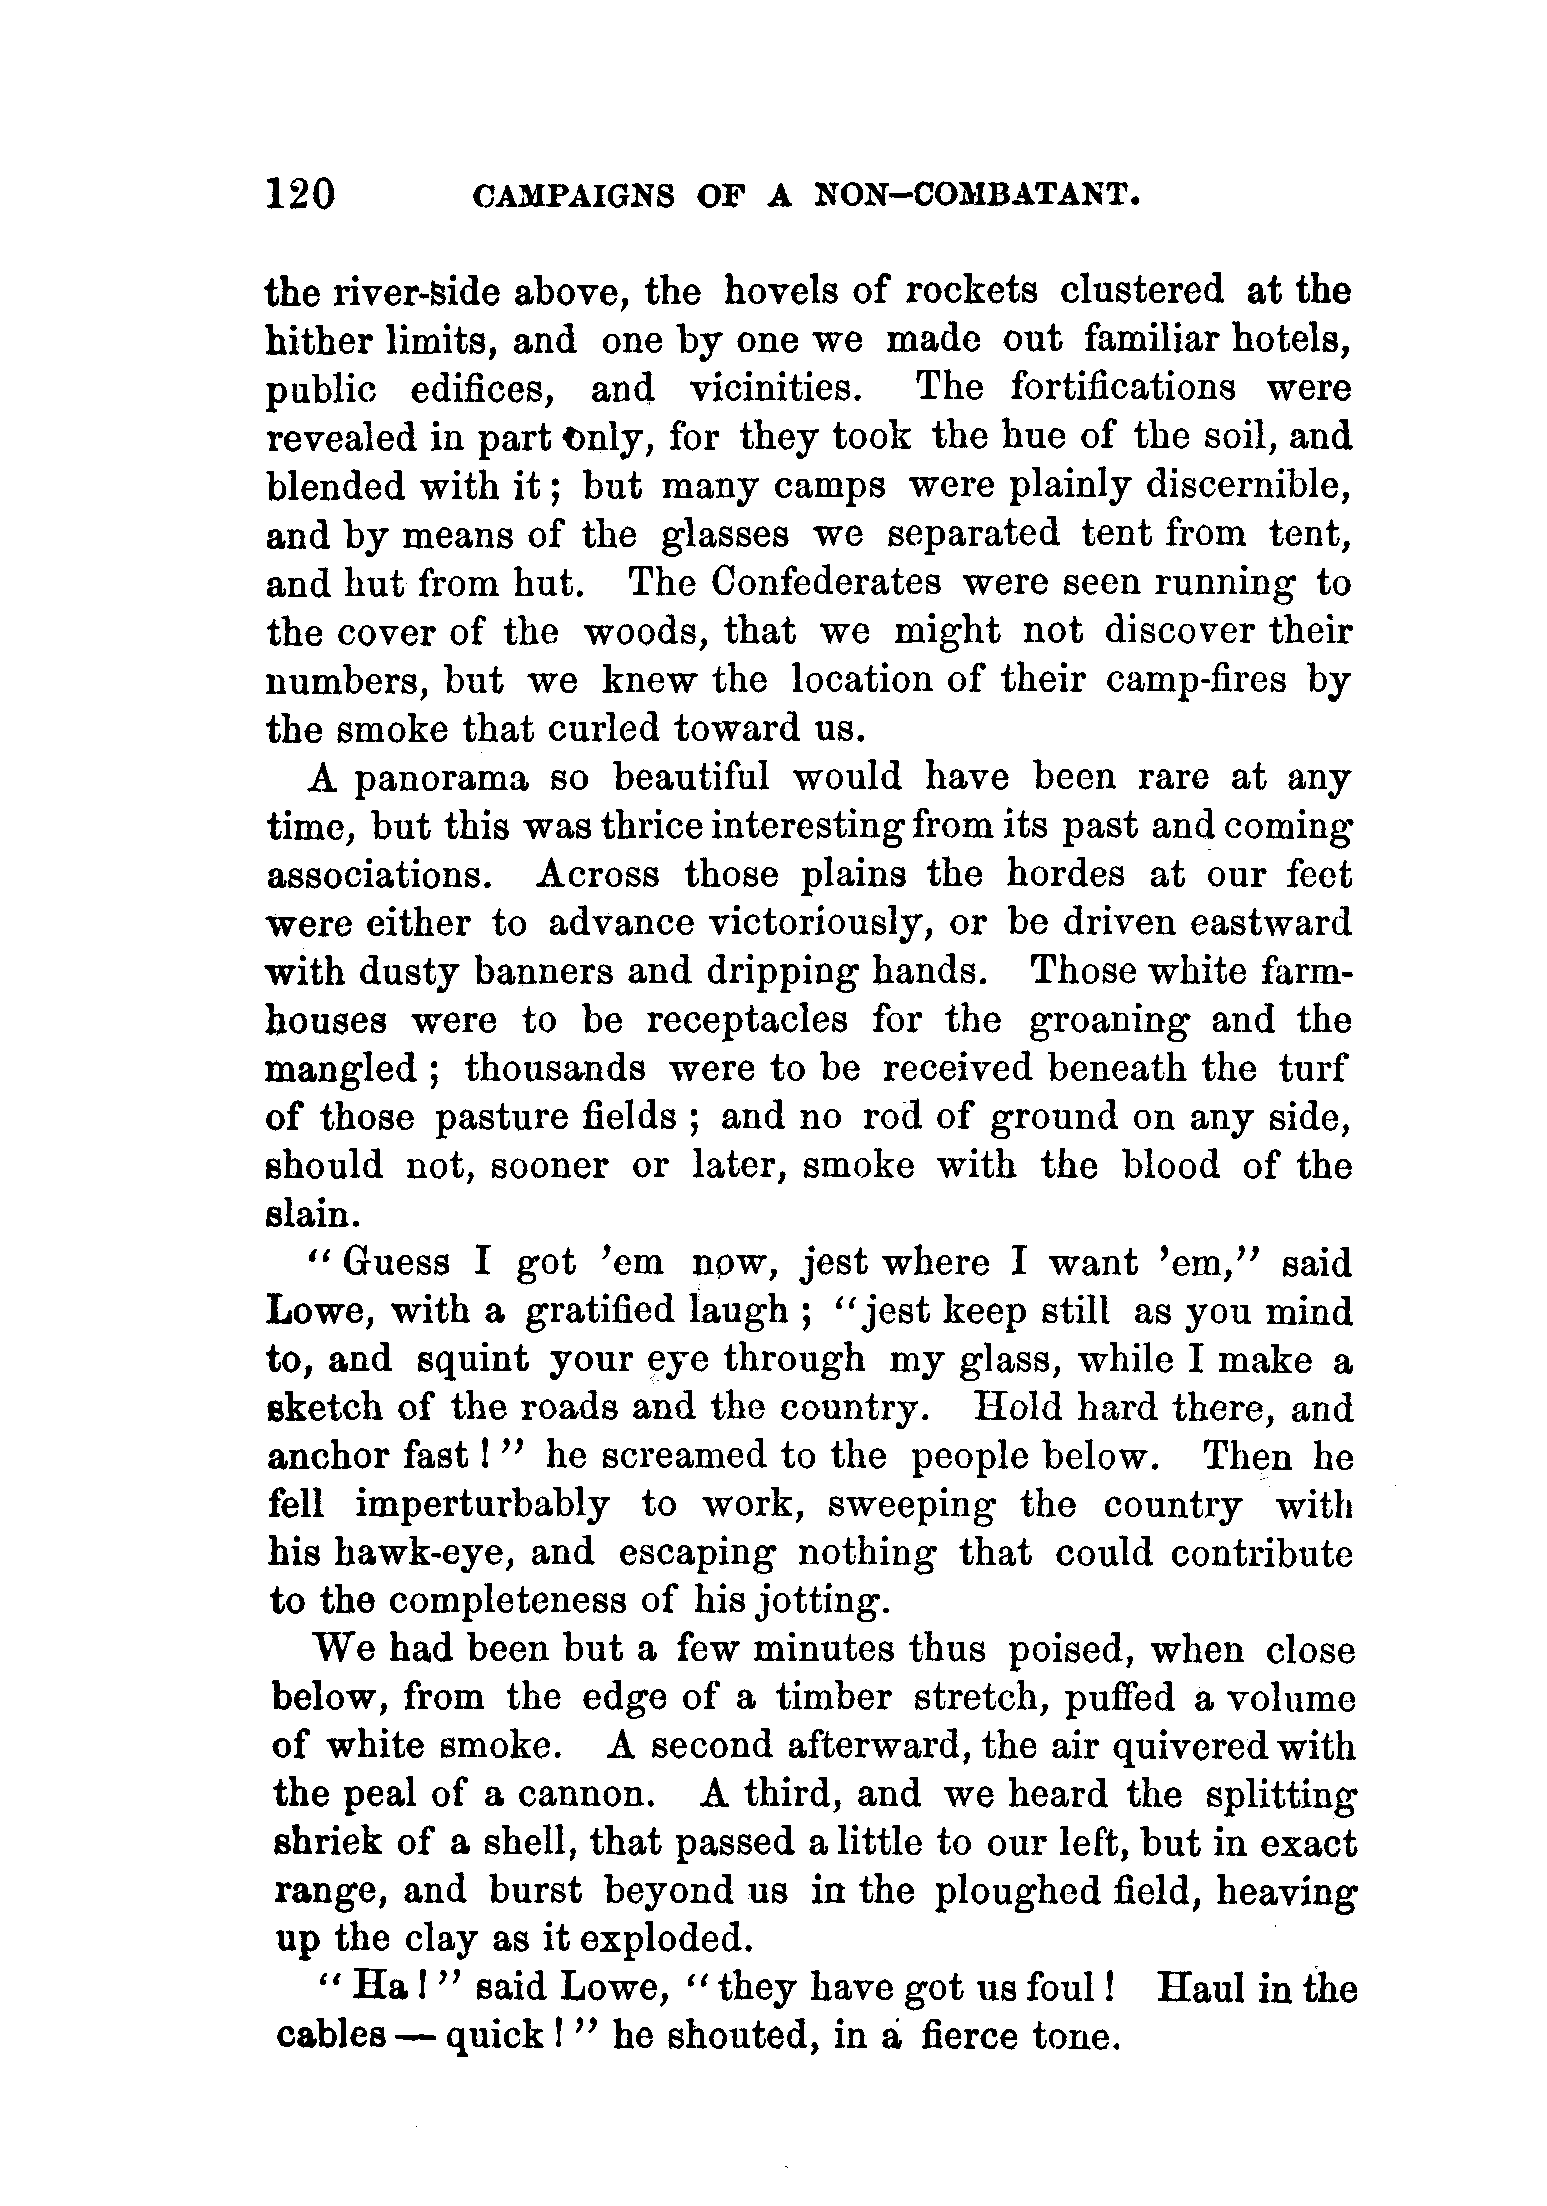 120 CAMPAIGNS OF A NON-COMBATANT.
the river-side above, the hovels of rockets clustered at the
hither limits, and one by one we made out familiar hotels,
public edifices, and vicinities. The fortifications were
revealed in part only, for they took the hue of the soil, and
blended with it; but many camps were plainly discernible,
and by means of the glasses we separated tent from tent,
and hut from hut. The Confederates were seen running to
the cover of the woods, that we might not discover their
numbers, but we knew the location of their camp-fires by
the smoke that curled toward us.
A panorama so beautiful would have been rare at any
time, but this was thrice interesting from its past and coming
associations. Across those plains the hordes at our feet
were either to advance victoriously, or be driven eastward
with dusty banners and dripping hands. Those white farm-
houses were to be receptacles for the groaning and the
mangled; thousands were to be received beneath the turf
of those pasture fields; and no rod of ground on any side,
should not, sooner or later, smoke with the blood of the
slain.
"Guess I got 'em now, jest where I want 'em," said
Lowe, with a gratified laugh; "jest keep still as you mind
to, and squint your eye through my glass, while I make a
sketch of the roads and the country. Hold hard there, and
anchor fast!" he screamed to the people below. Then he
fell imperturbably to work, sweeping the country with
his hawk-eye, and escaping nothing that could contribute
to the completeness of his jotting.
We had been but a few minutes thus poised, when close
below, from the edge of a timber stretch, puffed a volume
of white smoke. A second afterward, the air quivered with
the peal of a cannon. A third, and we heard the splitting
shriek of a shell, that passed a little to our left, but in exact
range, and burst beyond us in the ploughed field, heaving
up the clay as it exploded.
"Ha!" said Lowe, "they have got us foul! Haul in the
cables — quick!" he shouted, in a fierce tone.